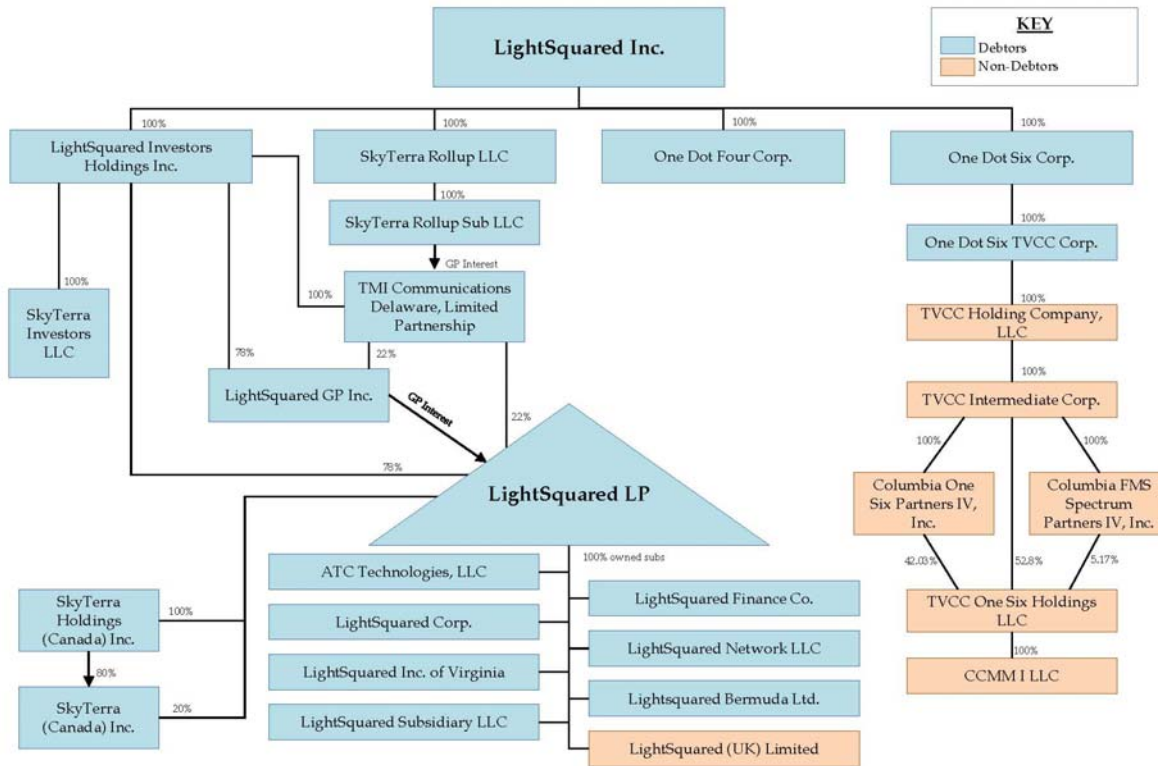 KEY
Debtors
Non-Debtors
LightSquared Inc.
100%
100%
100%
100%
LightSquared Investors
Holdings Inc.
SkyTerra Rollup LLC
One Dot Four Corp.
One Dot Six Corp.
100%
100%
SkyTerra Rollup Sub LLC
One Dot Six TVCC Corp.
GP Interest
100%
100%
100%
SkyTerra
Investors
LLC
TMI Communications
Delaware, Limited
Partnership
TVCC Holding Company,
LLC
78%
22%
100%
LightSquared GP Inc.
TVCC Intermediate Corp.
GP Interest
22%
100%
100%
78%
Columbia One
Six Partners IV,
Inc.
Columbia FMS
Spectrum
Partners IV, Inc.
LightSquared LP
42.03%
52.8%
5.17%
100% owned subs
ATC Technologies, LLC
LightSquared Finance Co.
TVCC One Six Holdings
LLC
SkyTerra
Holdings
(Canada) Inc.
100%
LightSquared Corp.
LightSquared Network LLC
100%
CCMM I LLC
80%
LightSquared Inc. of Virginia
Lightsquared Bermuda Ltd.
SkyTerra
(Canada) Inc.
20%
LightSquared Subsidiary LLC
LightSquared (UK) Limited